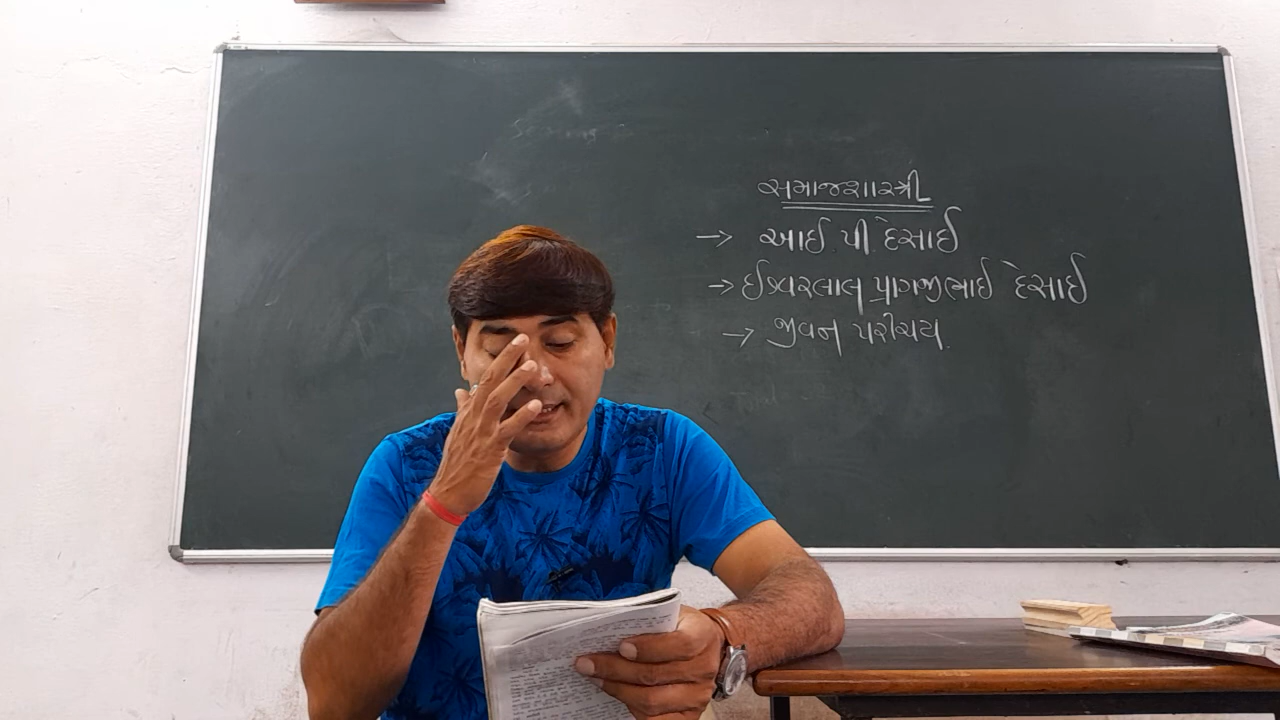 સમાજશાસ્ત્રી
→ આઈ. પી. દેસાઈ
→ ઈશ્વરલાલ પ્રાગજીભાઈ દેસાઈ
→ જીવન પરીચય.